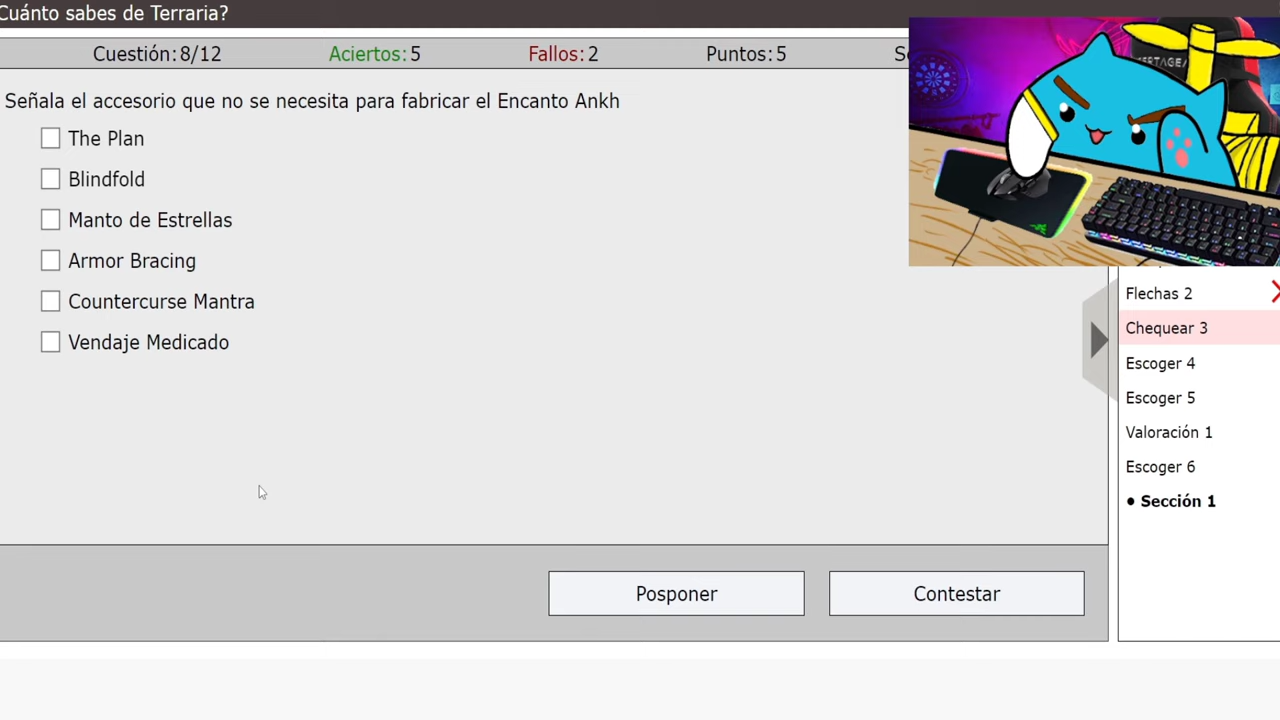 Cuánto sabes de Terraria?
Cuestión: 8/12 Aciertos: 5 Fallos: 2 Puntos: 5
Señala el accesorio que no se necesita para fabricar el Encanto Ankh
The Plan
Blindfold
Manto de Estrellas
Armor Bracing
Countercurse Mantra
Vendaje Medicado
Posponer Contestar
Flechas 2
Chequear 3
Escoger 4
Escoger 5
Valoración 1
Escoger 6
• Sección 1